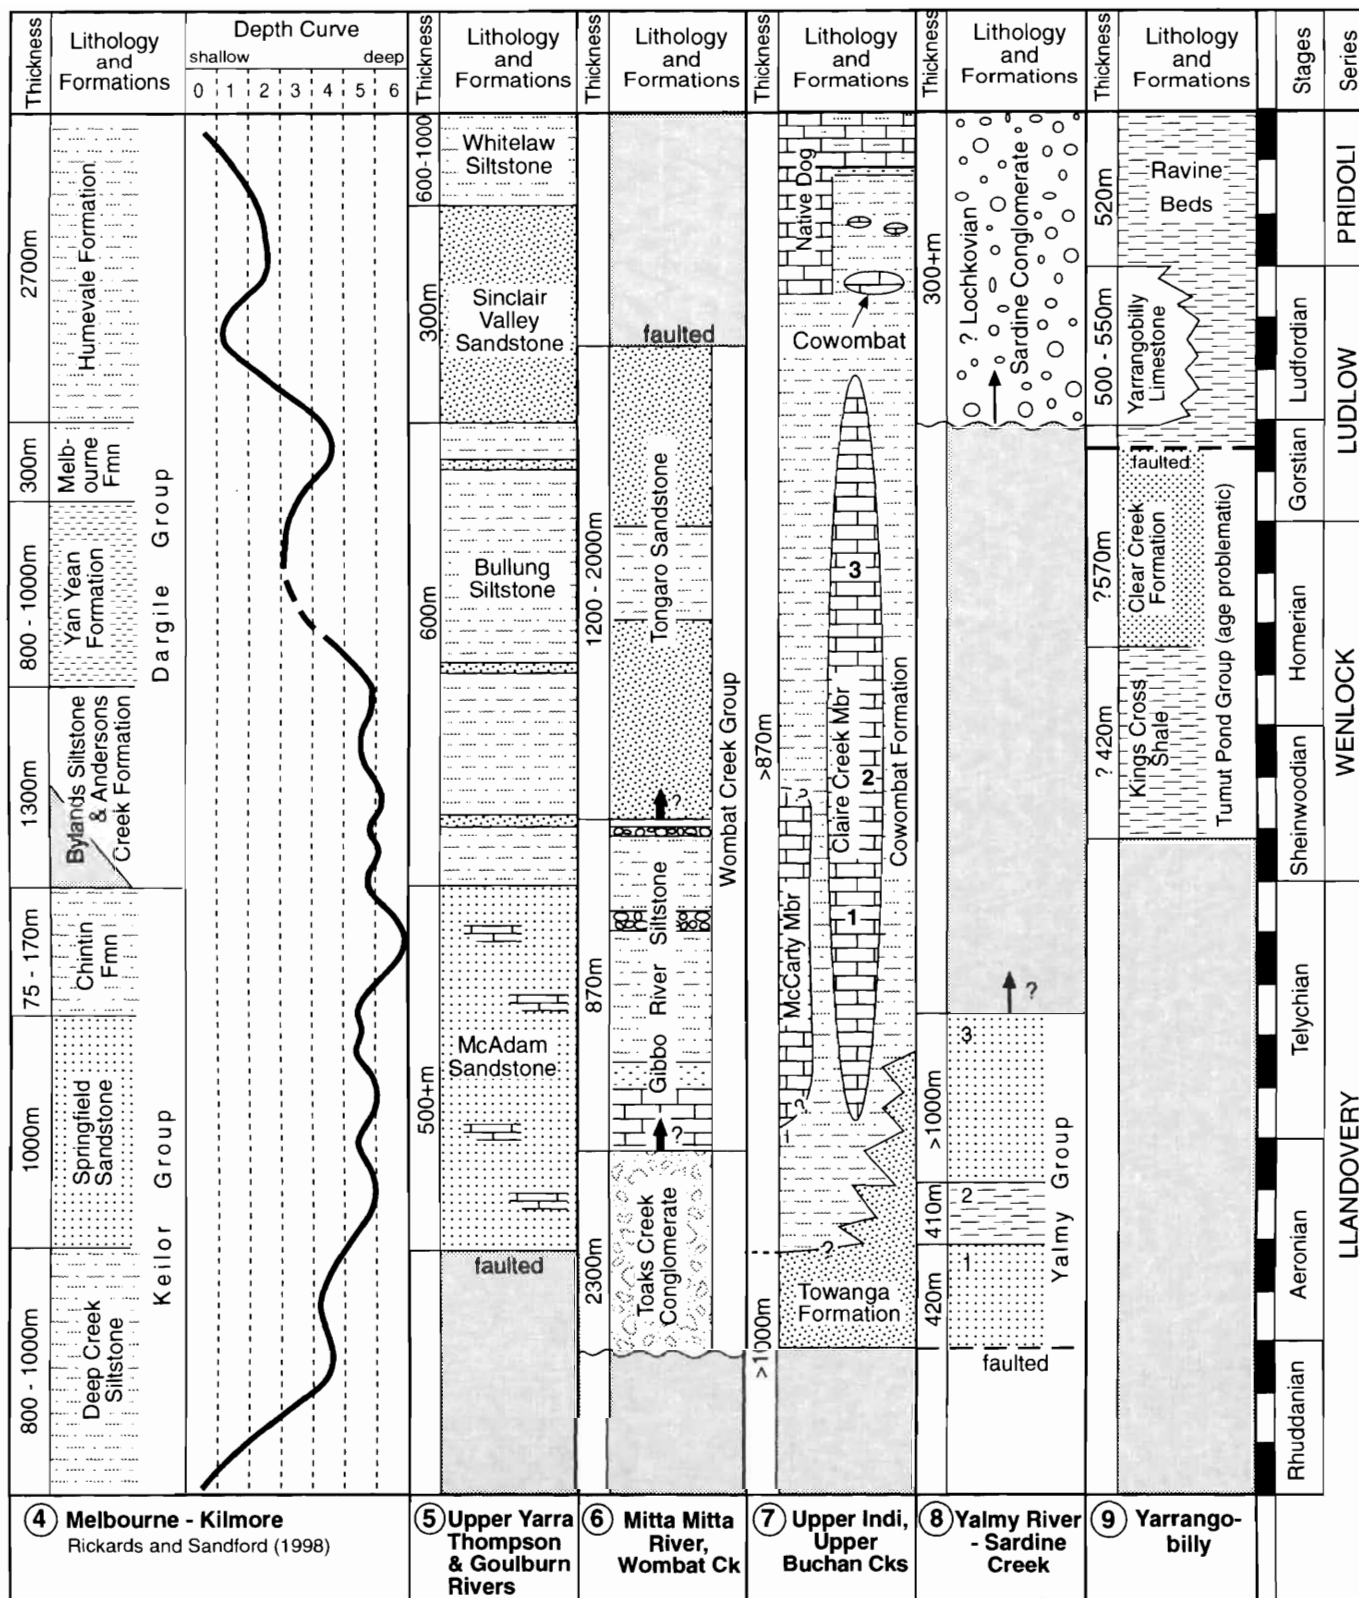 Thickness
Lithology
and
Formations
Depth Curve
shallow
deep
0 1 2 3 4 5 6
Thickness
Lithology
and
Formations
Thickness
Lithology
and
Formations
Thickness
Lithology
and
Formations
Thickness
Lithology
and
Formations
Thickness
Lithology
and
Formations
Stages
Series
2700m
Humevale Formation
300m
Melb-
ourne
Fmn
800 - 1000m
Yan Yean
Formation
Dargile Group
1300m
Bylands Siltstone
& Andersons
Creek Formation
75 - 170m
Chintin
Fmn
1000m
Springfield
Sandstone
Keilor Group
800 - 1000m
Deep Creek
Siltstone
600-1000
Whitelaw
Siltstone
300m
Sinclair
Valley
Sandstone
600m
Bullung
Siltstone
500+m
McAdam
Sandstone
faulted
faulted
1200 - 2000m
Tongaro Sandstone
?
Wombat Creek Group
870m
Gibbo River Siltstone
?
2300m
Toaks Creek
Conglomerate
Native Dog
Cowombat
3
Claire Creek Mbr
2
1
>870m
Cowombat Formation
?
McCarty Mbr
?
?
Towanga
Formation
>1000m
300+m
? Lochkovian
Sardine Conglomerate
?
3
>1000m
2
410m
1
420m
Yalmy Group
faulted
520m
Ravine
Beds
500 - 550m
Yarrangobilly
Limestone
faulted
?570m
Clear Creek
Formation
? 420m
Kings Cross
Shale
Tumut Pond Group (age problematic)
PRIDOLI
Ludfordian
LUDLOW
Gorstian
Homerian
WENLOCK
Sheinwoodian
Telychian
LLANDOVERY
Aeronian
Rhuddanian
4 Melbourne - Kilmore
Rickards and Sandford (1998)
5 Upper Yarra
Thompson
& Goulburn
Rivers
6 Mitta Mitta
River,
Wombat Ck
7 Upper Indi,
Upper
Buchan Cks
8 Yalmy River
- Sardine
Creek
9 Yarrango-
billy